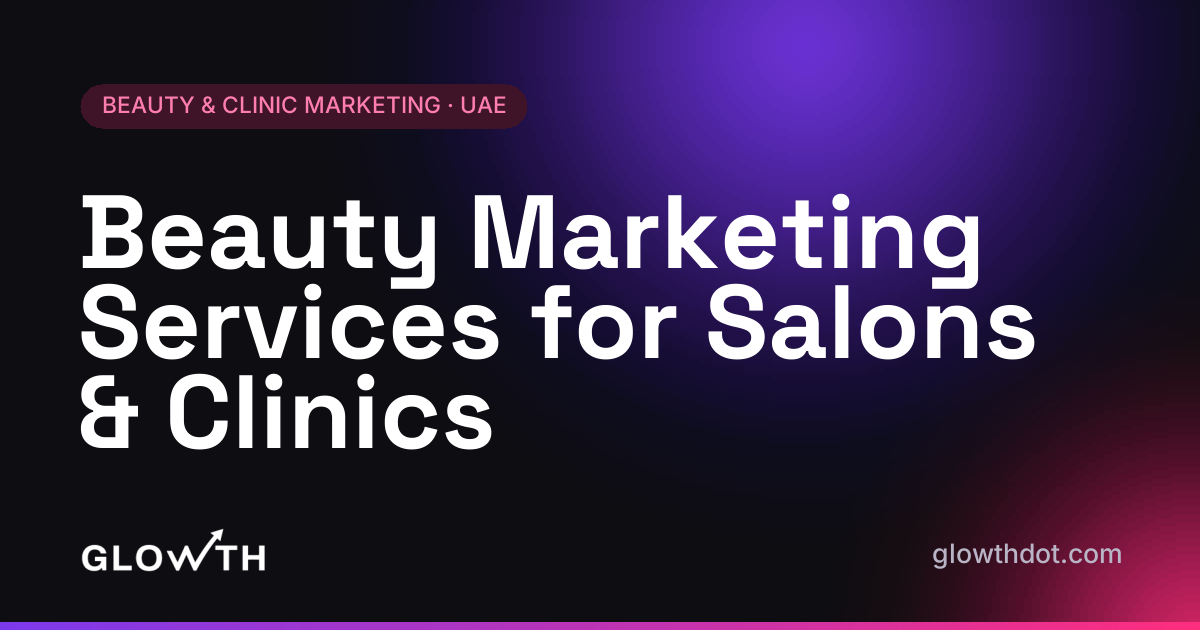 BEAUTY & CLINIC MARKETING · UAE
Beauty Marketing
Services for Salons
& Clinics
GLOWTH
glowthdot.com